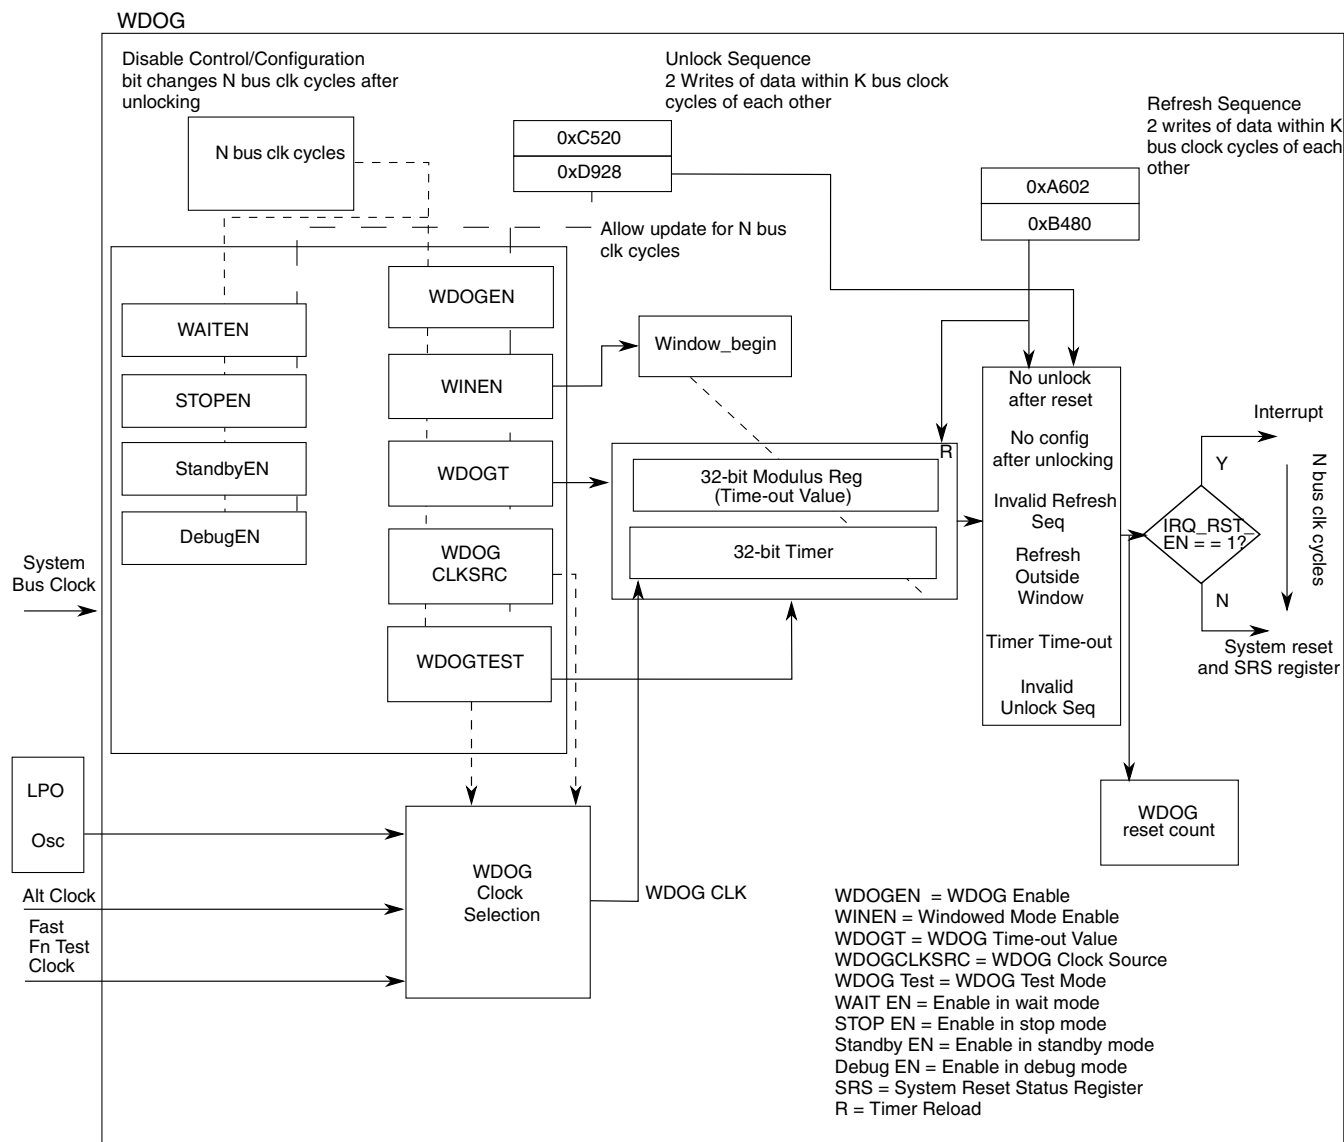 WDOG
Disable Control/Configuration
bit changes N bus clk cycles after
unlocking
Unlock Sequence
2 Writes of data within K bus clock
cycles of each other
Refresh Sequence
2 writes of data within K
bus clock cycles of each
other
N bus clk cycles
0xC520
0xD928
0xA602
0xB480
Allow update for N bus
clk cycles
WDOGEN
WAITEN
Window_begin
WINEN
STOPEN
No unlock
after reset
Interrupt
No config
after unlocking
R
Y
StandbyEN
WDOGT
32-bit Modulus Reg
(Time-out Value)
Invalid Refresh
Seq
N bus clk cycles
IRQ_RST_
EN = = 1?
DebugEN
WDOG
CLKSRC
32-bit Timer
System
Bus Clock
Refresh
Outside
Window
N
WDOGTEST
Timer Time-out
System reset
and SRS register
Invalid
Unlock Seq
LPO
Osc
WDOG
reset count
WDOG
Clock
Selection
WDOG CLK
Alt Clock
Fast
Fn Test
Clock
WDOGEN = WDOG Enable
WINEN = Windowed Mode Enable
WDOGT = WDOG Time-out Value
WDOGCLKSRC = WDOG Clock Source
WDOG Test = WDOG Test Mode
WAIT EN = Enable in wait mode
STOP EN = Enable in stop mode
Standby EN = Enable in standby mode
Debug EN = Enable in debug mode
SRS = System Reset Status Register
R = Timer Reload